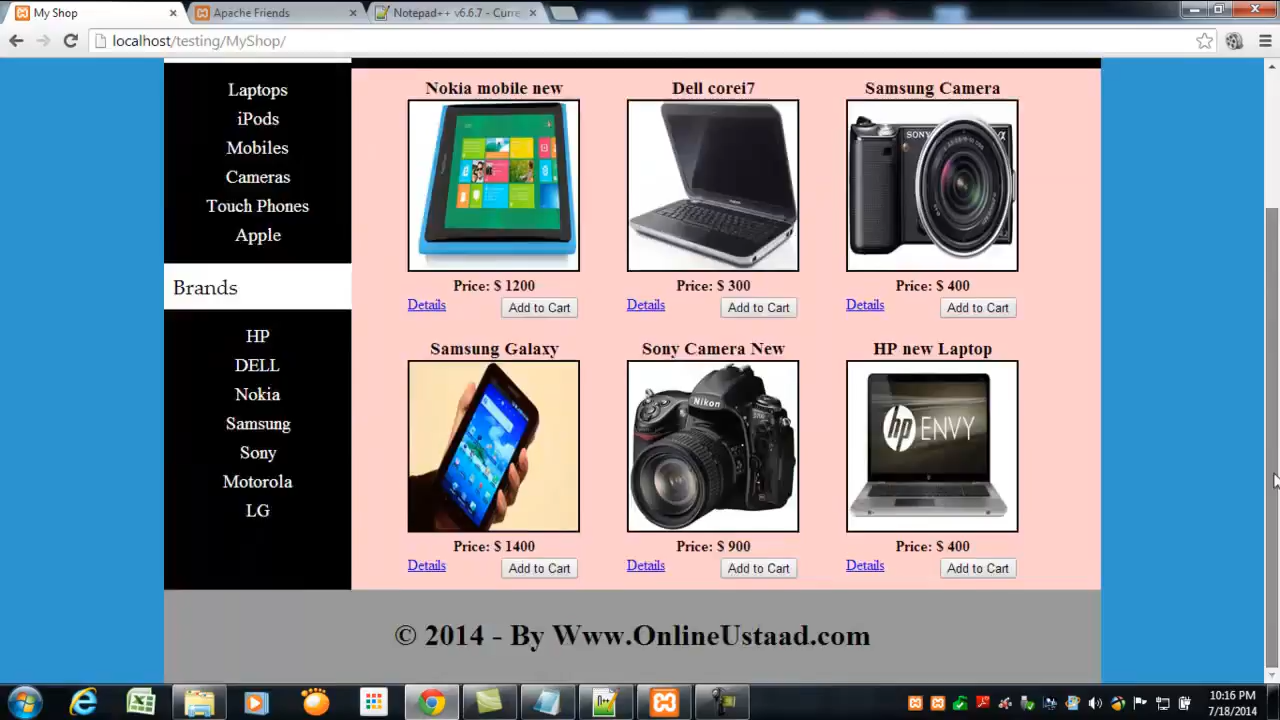 My Shop
Apache Friends
Notepad++ v6.6.7 - Curre
localhost/testing/MyShop/
Laptops
iPods
Mobiles
Cameras
Touch Phones
Apple
Brands
HP
DELL
Nokia
Samsung
Sony
Motorola
LG
Nokia mobile new
Dell corei7
Samsung Camera
SONY
Price: $ 1200
Price: $ 300
Price: $ 400
Details
Add to Cart
Details
Add to Cart
Details
Add to Cart
Samsung Galaxy
Sony Camera New
HP new Laptop
Nikon
hp ENVY
Price: $ 1400
Price: $ 900
Price: $ 400
Details
Add to Cart
Details
Add to Cart
Details
Add to Cart
© 2014 - By Www.OnlineUstaad.com
10:16 PM
7/18/2014